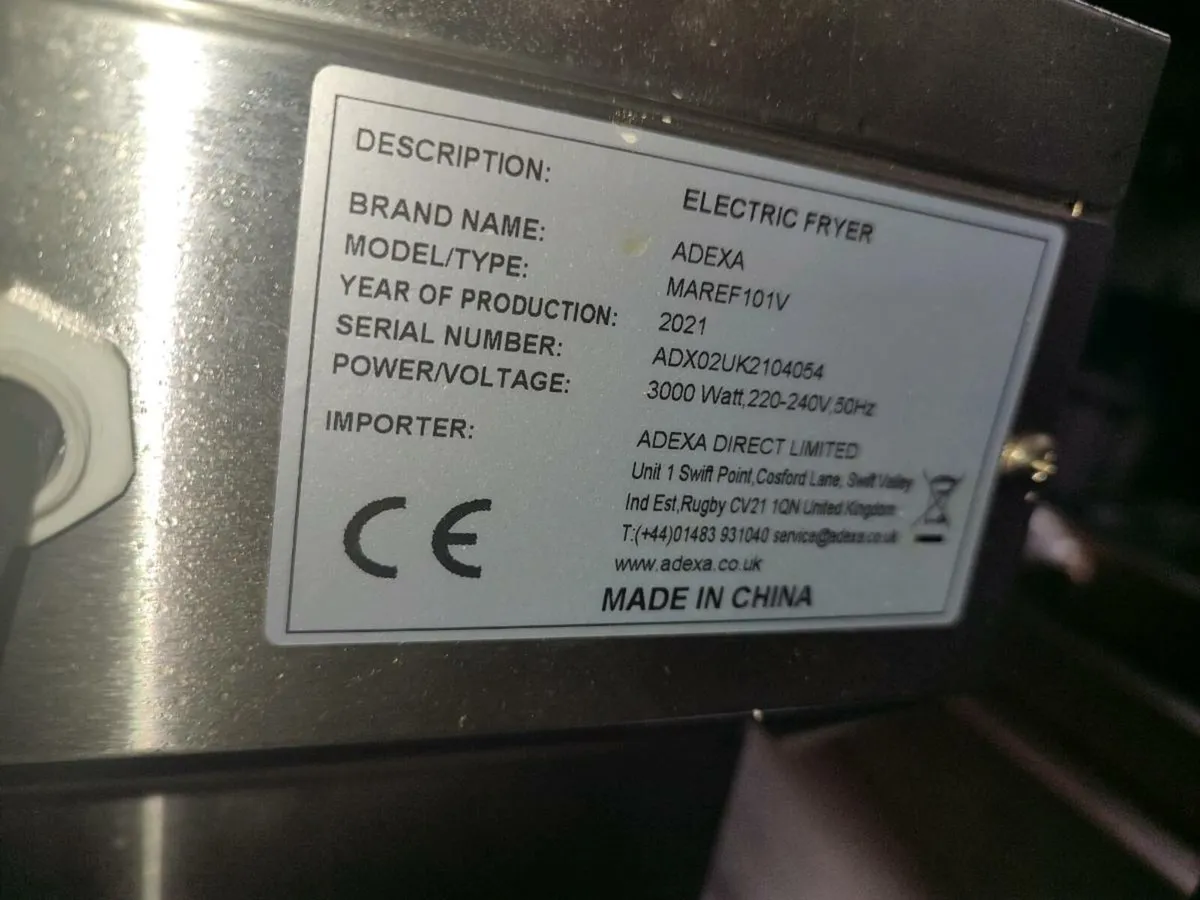 DESCRIPTION: ELECTRIC FRYER
BRAND NAME: ADEXA
MODEL/TYPE: MAREF101V
YEAR OF PRODUCTION: 2021
SERIAL NUMBER: ADX02UK2104054
POWER/VOLTAGE: 3000 Watt,220-240V,50Hz
IMPORTER: ADEXA DIRECT LIMITED
Unit 1 Swift Point,Cosford Lane, Swift Valley
Ind Est,Rugby CV21 1QN United Kingdom
T:(+44)01483 931040 service@adexa.co.uk
www.adexa.co.uk
CE
MADE IN CHINA